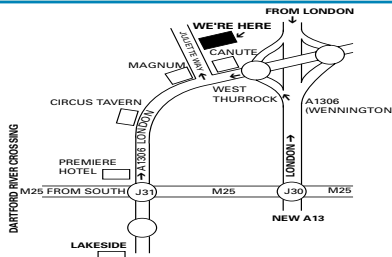 FROM LONDON
WE'RE HERE
JULIETTE WAY
CANUTE
MAGNUM
WEST
THURROCK
CIRCUS TAVERN
A1306
(WENNINGTON
A1306 LONDON
LONDON
DARTFORD RIVER CROSSING
PREMIERE
HOTEL
M25 FROM SOUTH
J31
M25
J30
M25
NEW A13
LAKESIDE